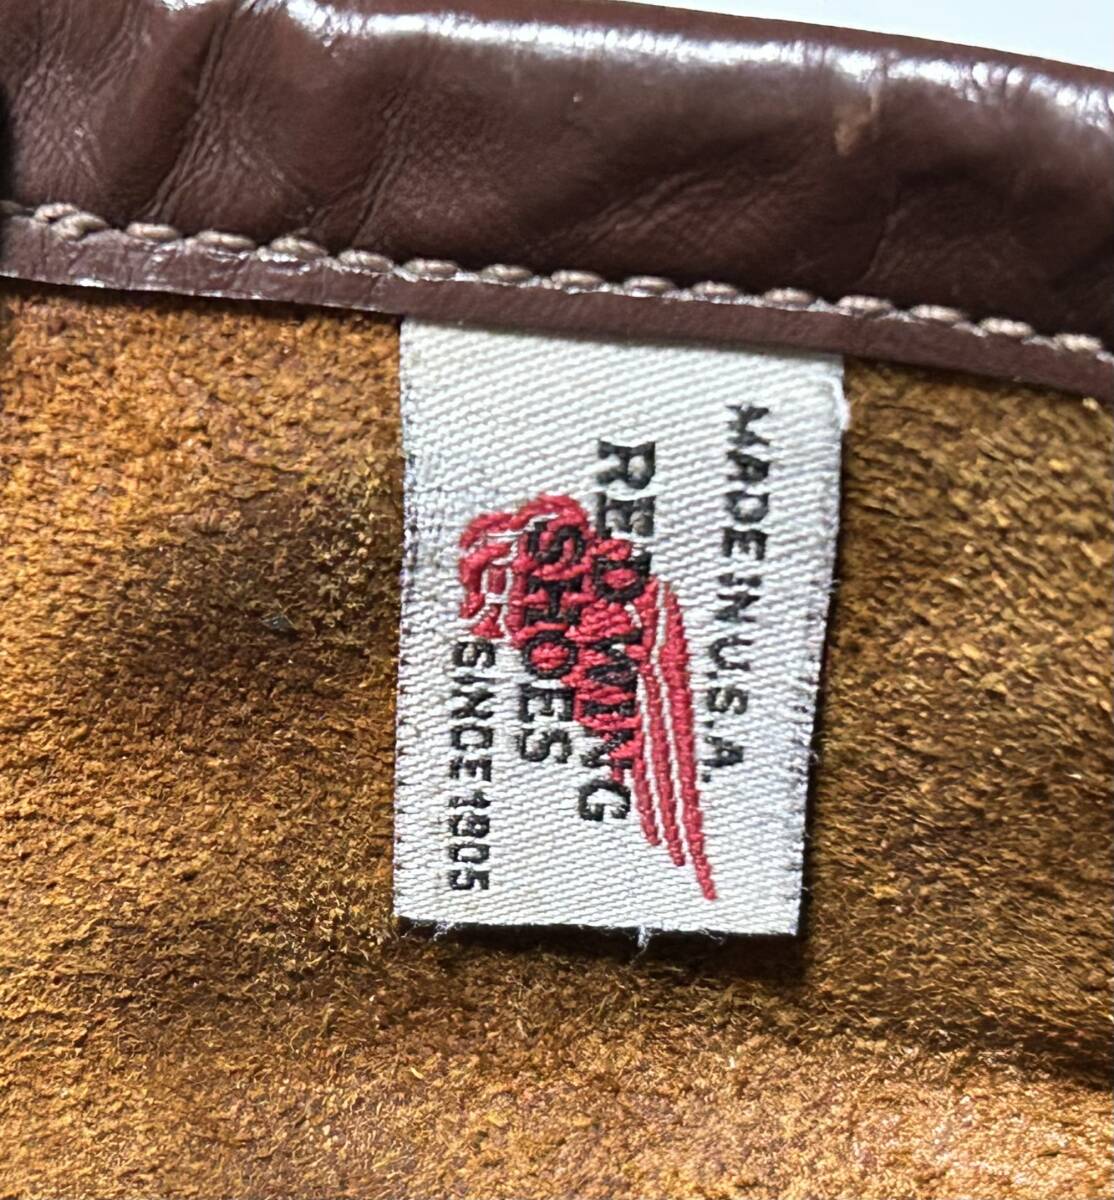 MADE IN U.S.A.
RED WING
SHOES
SINCE 1905